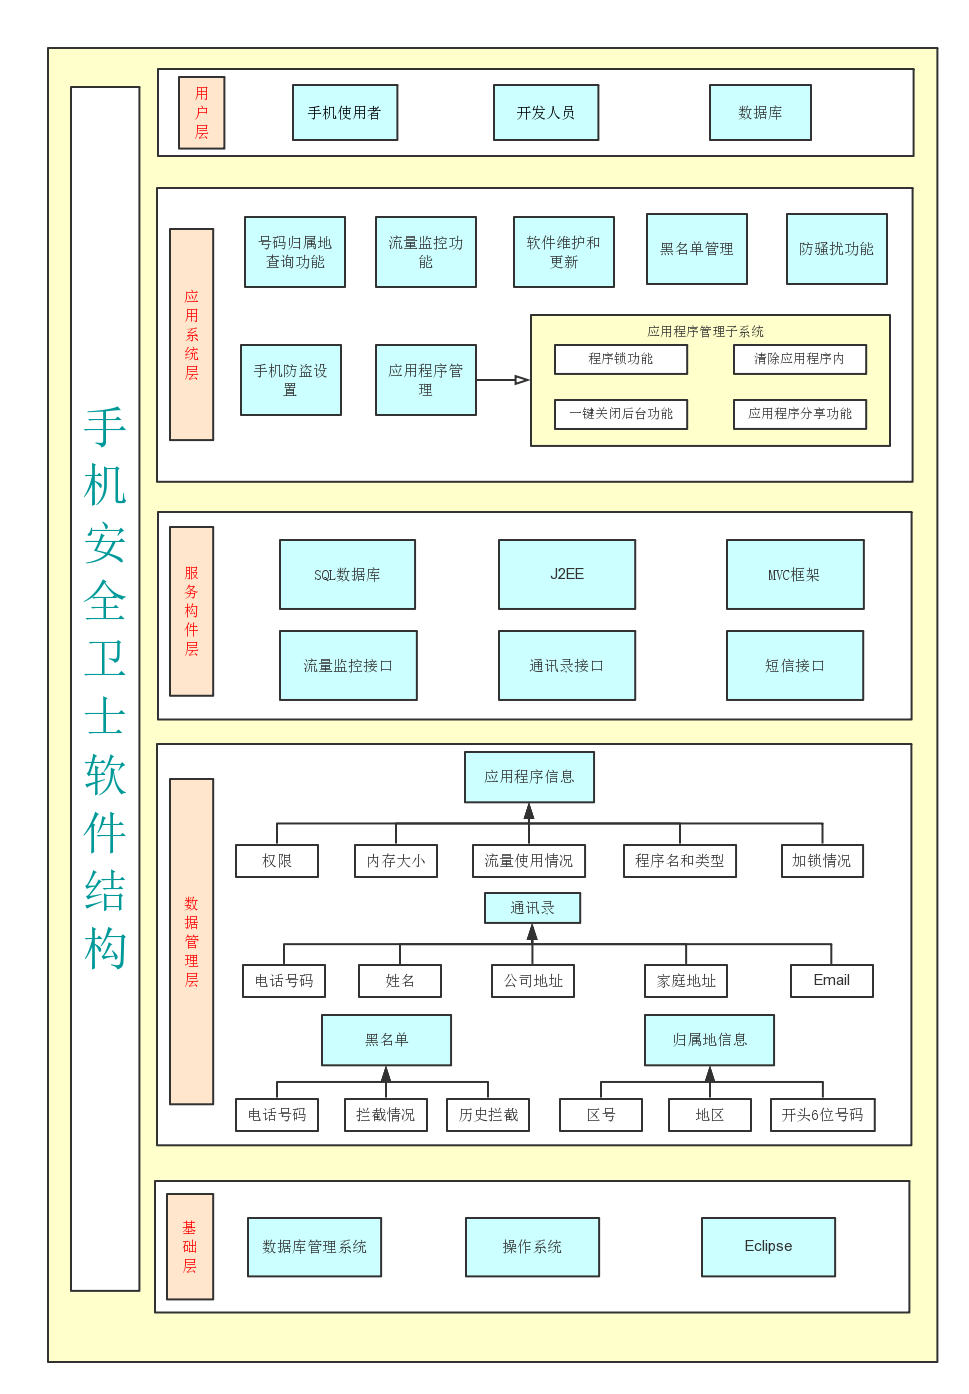 手机安全卫士软件结构
用户层
手机使用者
开发人员
数据库
应用系统层
号码归属地
查询功能
流量监控功
能
软件维护和
更新
黑名单管理
防骚扰功能
手机防盗设
置
应用程序管
理
应用程序管理子系统
程序锁功能
清除应用程序内
一键关闭后台功能
应用程序分享功能
服务构件层
SQL数据库
J2EE
MVC框架
流量监控接口
通讯录接口
短信接口
数据管理层
应用程序信息
权限
内存大小
流量使用情况
程序名和类型
加锁情况
通讯录
电话号码
姓名
公司地址
家庭地址
Email
黑名单
归属地信息
电话号码
拦截情况
历史拦截
区号
地区
开头6位号码
基础层
数据库管理系统
操作系统
Eclipse